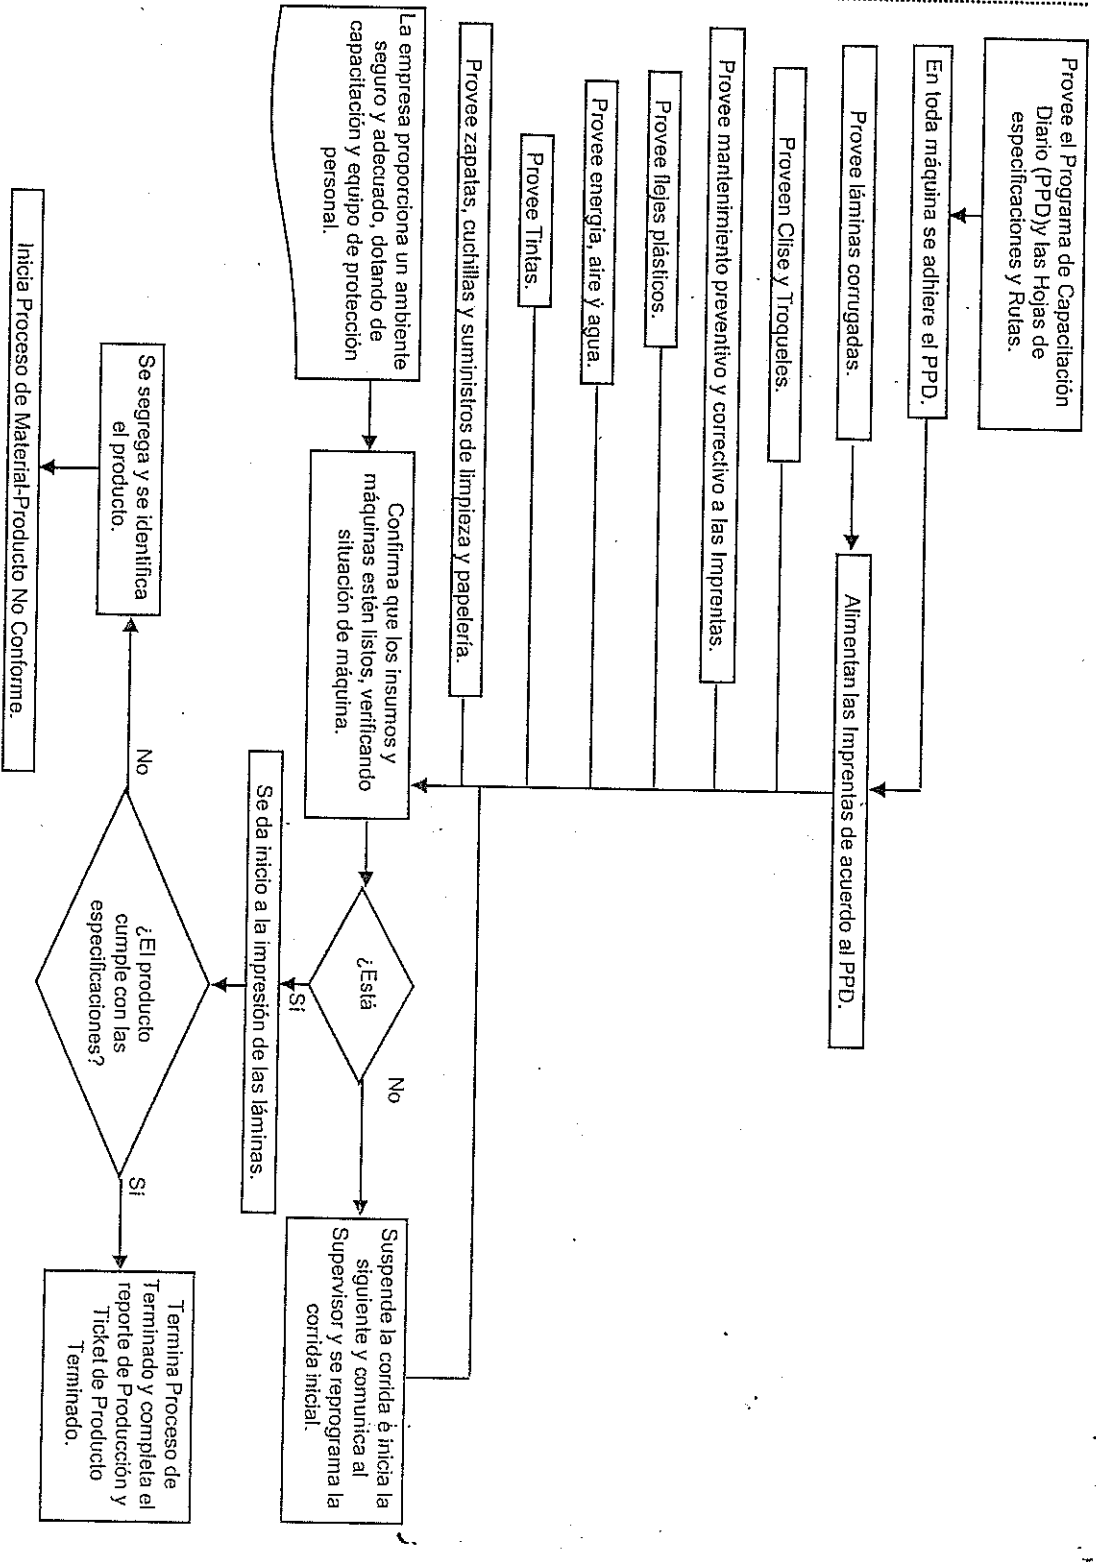 Provee el Programa de Capacitación
Diario (PPD)y las Hojas de
especificaciones y Rutas.
En toda máquina se adhiere el PPD.
Provee láminas corrugadas.
Alimentan las Imprentas de acuerdo al PPD.
Proveen Clise y Troqueles.
Provee mantenimiento preventivo y correctivo a las Imprentas.
Provee flejes plásticos.
Provee energía, aire y agua.
Provee Tintas.
Provee zapatas, cuchillas y suministros de limpieza y papelería.
La empresa proporciona un ambiente
seguro y adecuado, dotando de
capacitación y equipo de protección
personal.
Confirma que los insumos y
máquinas estén listos, verificando
situación de máquina.
¿Está
No
Suspende la corrida è inicia la
siguiente y comunica al
Supervisor y se reprograma la
corrida inicial.
Sí
Se da inicio a la impresión de las láminas.
¿El producto
cumple con las
especificaciones?
No
Se segrega y se identifica
el producto.
Inicia Proceso de Material-Producto No Conforme.
Sí
Termina Proceso de
Terminado y completa el
reporte de Producción y
Ticket de Producto
Terminado.